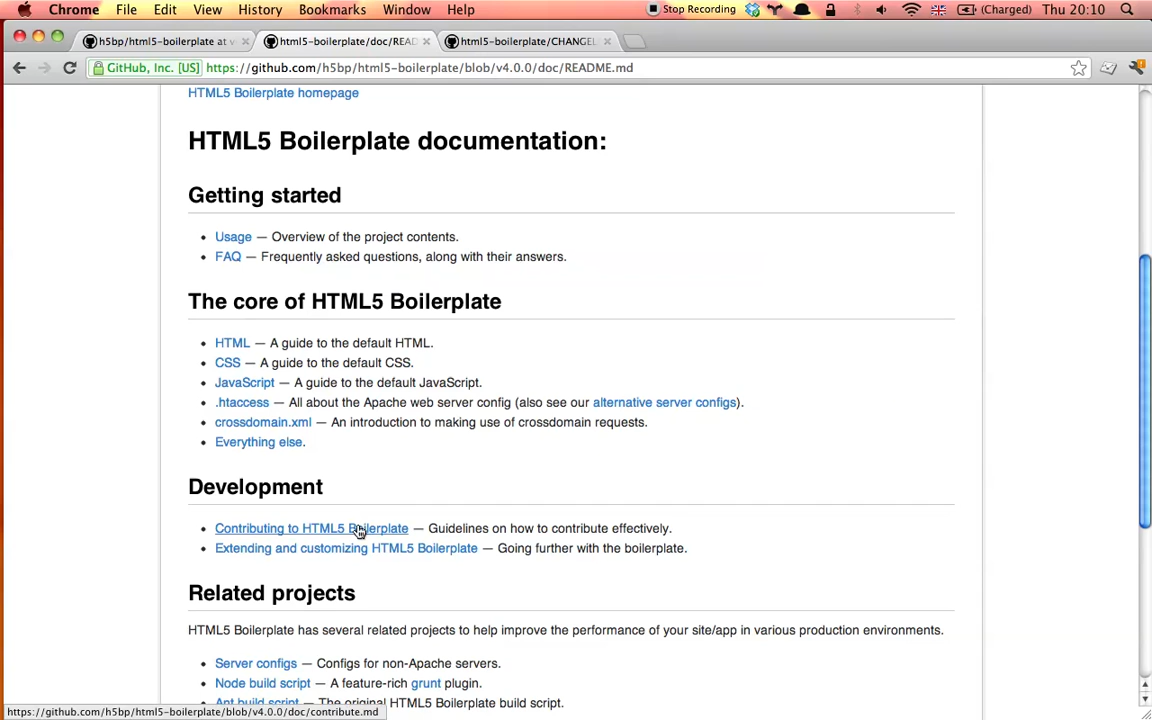 Chrome File Edit View History Bookmarks Window Help Stop Recording (Charged) Thu 20:10
h5bp/html5-boilerplate at v html5-boilerplate/doc/READ html5-boilerplate/CHANGEL
GitHub, Inc. [US] https://github.com/h5bp/html5-boilerplate/blob/v4.0.0/doc/README.md
HTML5 Boilerplate homepage
HTML5 Boilerplate documentation:
Getting started
• Usage — Overview of the project contents.
• FAQ — Frequently asked questions, along with their answers.
The core of HTML5 Boilerplate
• HTML — A guide to the default HTML.
• CSS — A guide to the default CSS.
• JavaScript — A guide to the default JavaScript.
• .htaccess — All about the Apache web server config (also see our alternative server configs).
• crossdomain.xml — An introduction to making use of crossdomain requests.
• Everything else.
Development
• Contributing to HTML5 Boilerplate — Guidelines on how to contribute effectively.
• Extending and customizing HTML5 Boilerplate — Going further with the boilerplate.
Related projects
HTML5 Boilerplate has several related projects to help improve the performance of your site/app in various production environments.
• Server configs — Configs for non-Apache servers.
• Node build script — A feature-rich grunt plugin.
• Ant build script — The original HTML5 Boilerplate build script.
https://github.com/h5bp/html5-boilerplate/blob/v4.0.0/doc/contribute.md